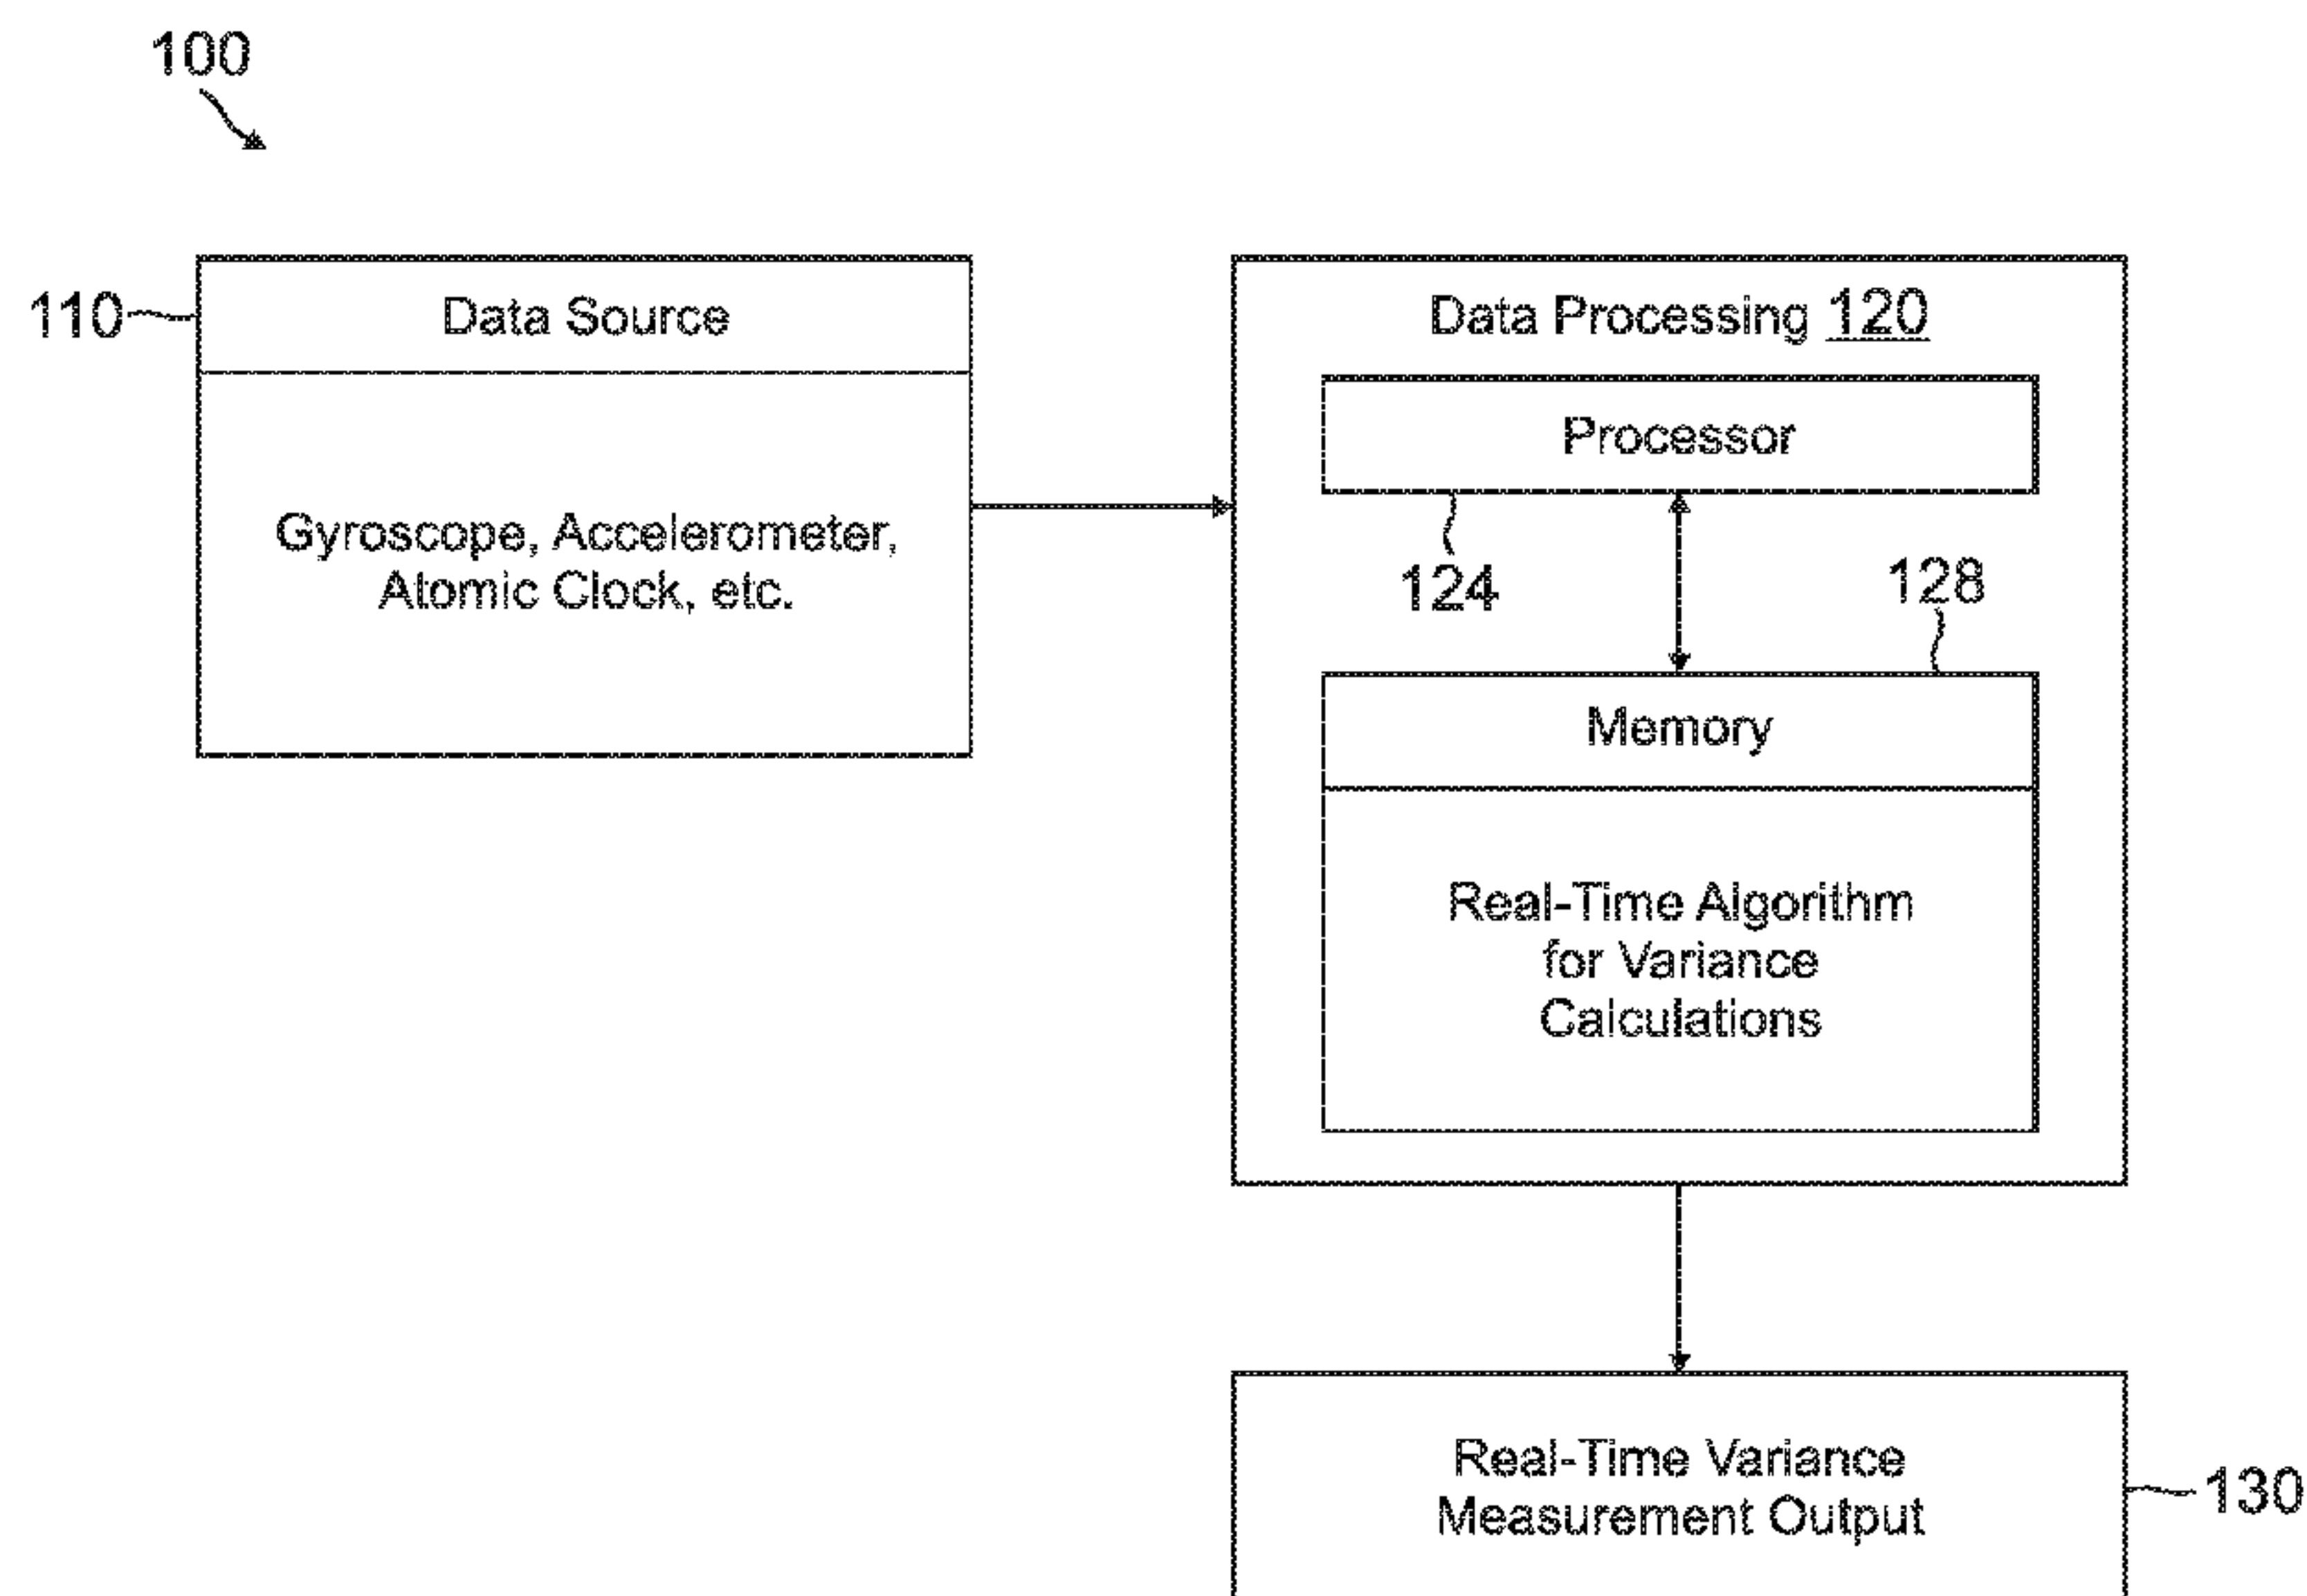 100
110
Data Source
Gyroscope, Accelerometer,
Atomic Clock, etc.
Data Processing 120
Processor
124
128
Memory
Real-Time Algorithm
for Variance
Calculations
Real-Time Variance
Measurement Output
130